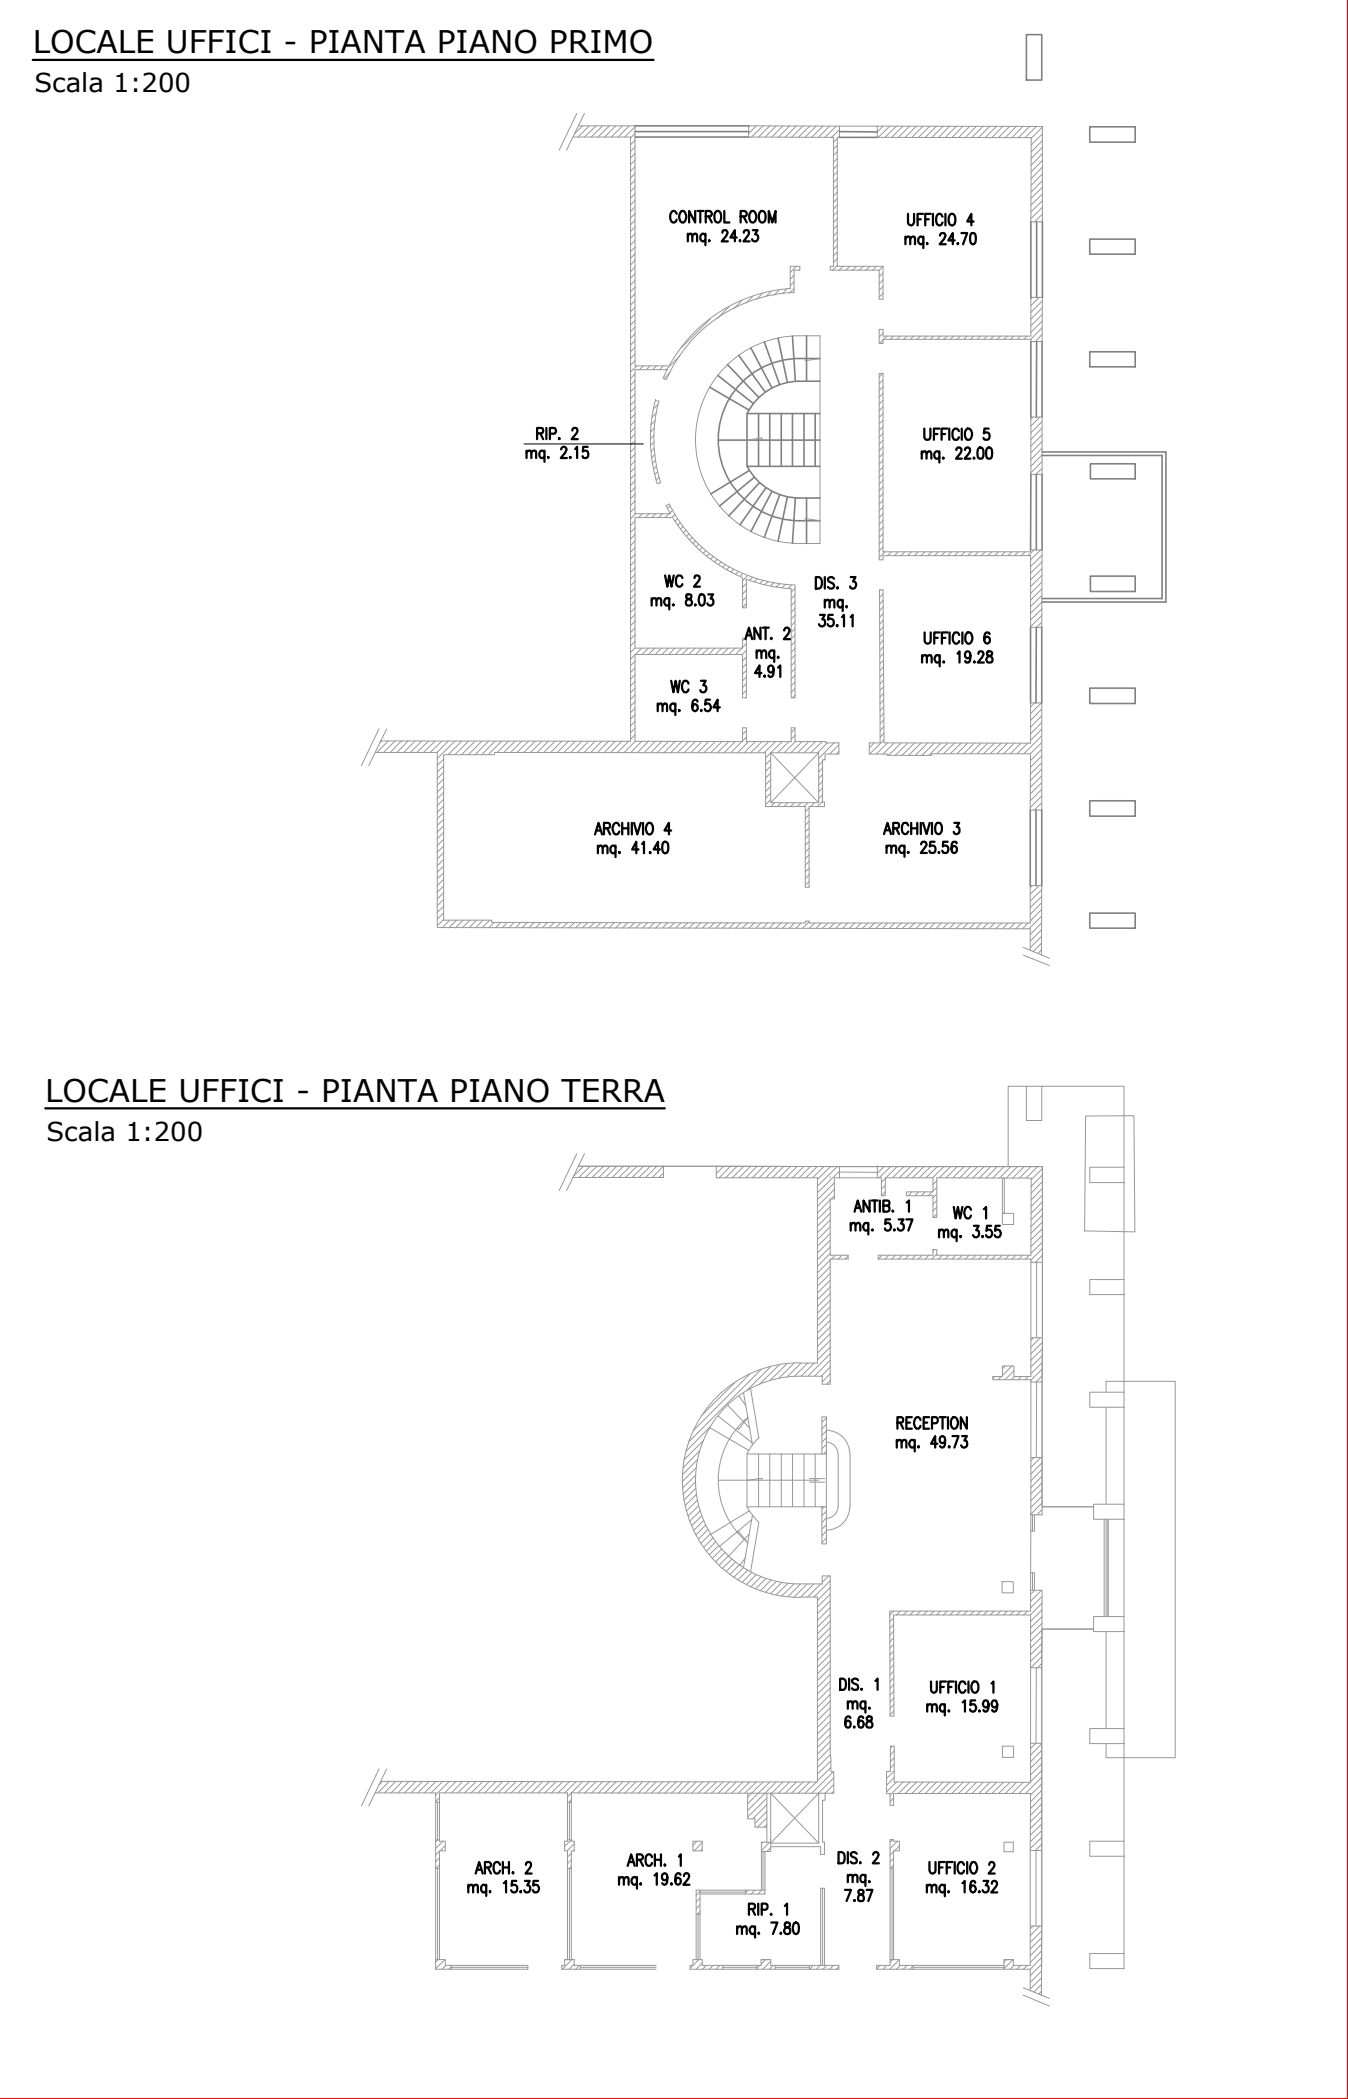 LOCALE UFFICI - PIANTA PIANO PRIMO
Scala 1:200
CONTROL ROOM
mq. 24.23
UFFICIO 4
mq. 24.70
RIP. 2
mq. 2.15
UFFICIO 5
mq. 22.00
WC 2
mq. 8.03
DIS. 3
mq.
35.11
ANT. 2
mq.
4.91
UFFICIO 6
mq. 19.28
WC 3
mq. 6.54
ARCHIVIO 4
mq. 41.40
ARCHIVIO 3
mq. 25.56
LOCALE UFFICI - PIANTA PIANO TERRA
Scala 1:200
ANTIB. 1
mq. 5.37
WC 1
mq. 3.55
RECEPTION
mq. 49.73
DIS. 1
mq.
6.68
UFFICIO 1
mq. 15.99
ARCH. 2
mq. 15.35
ARCH. 1
mq. 19.62
RIP. 1
mq. 7.80
DIS. 2
mq.
7.87
UFFICIO 2
mq. 16.32